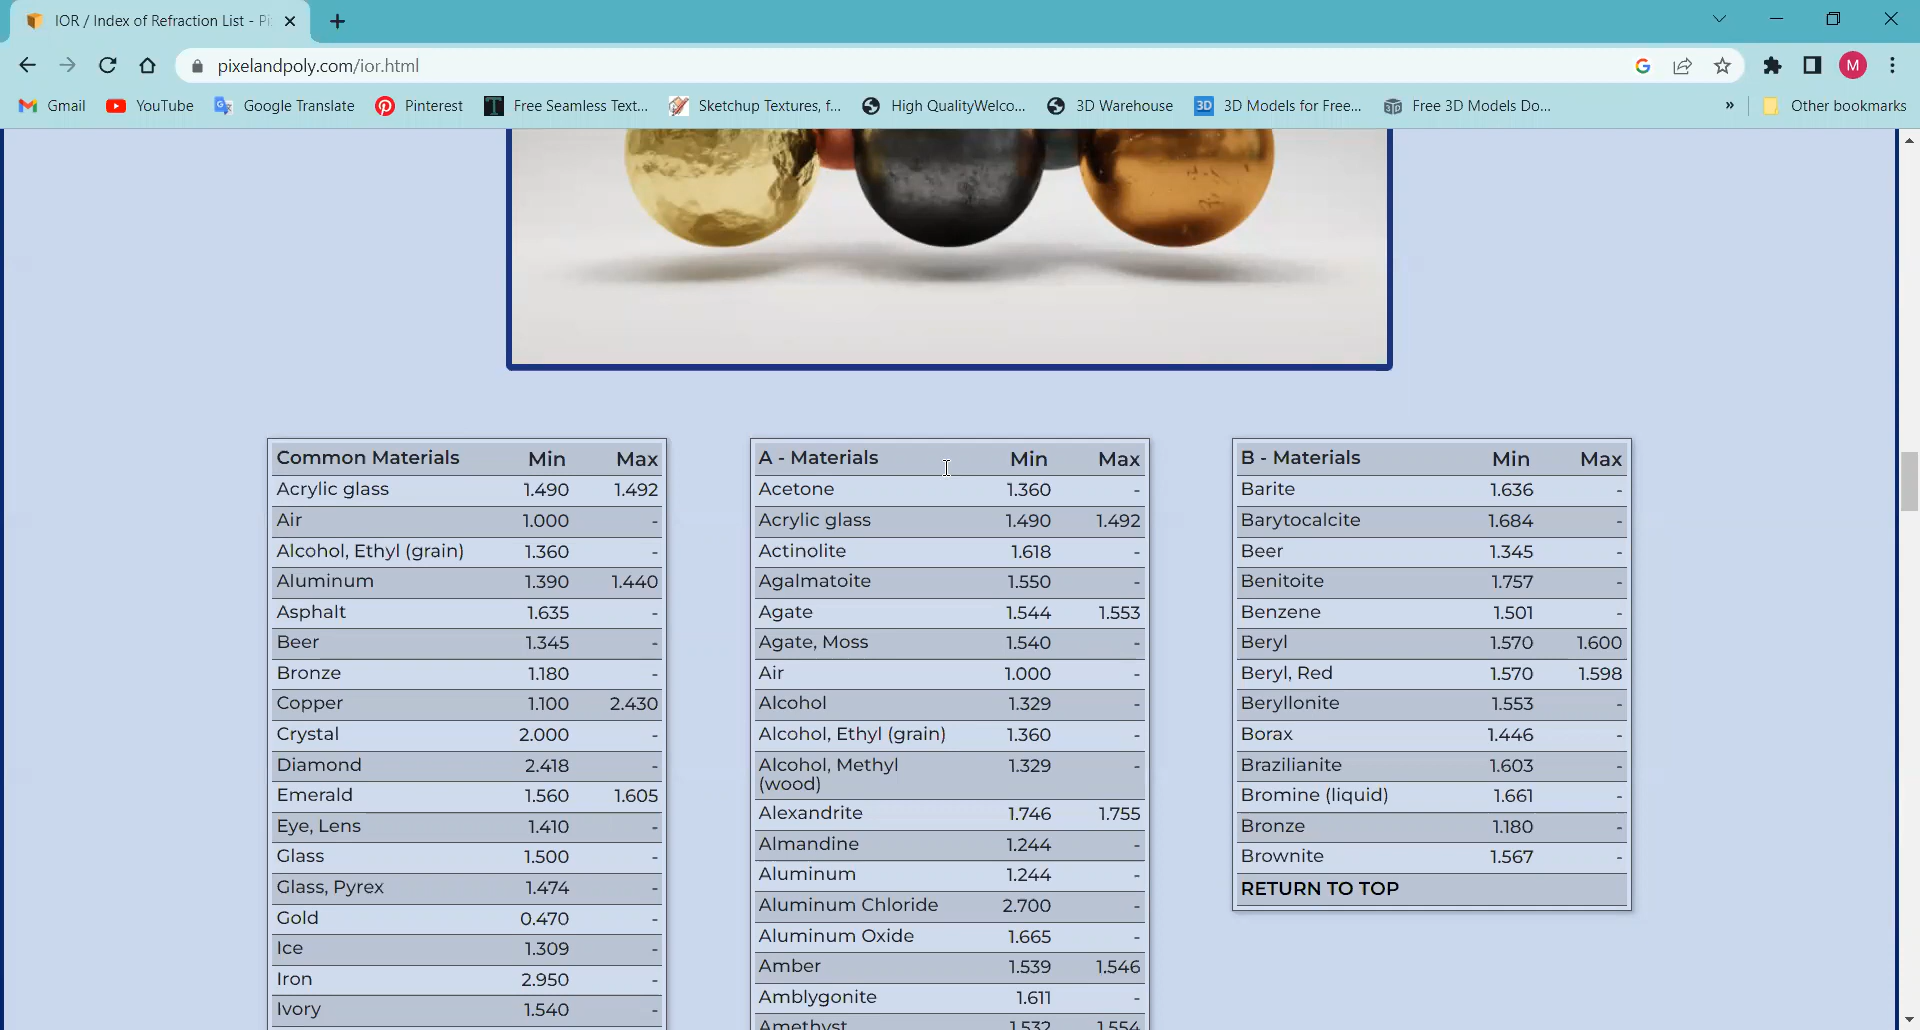 IOR / Index of Refraction List - Pi
pixelandpoly.com/ior.html
M
Gmail
YouTube
Google Translate
Pinterest
Free Seamless Text...
Sketchup Textures, f...
High QualityWelco...
3D Warehouse
3D Models for Free...
Free 3D Models Do...
»
Other bookmarks
Common Materials Min Max
Acrylic glass 1.490 1.492
Air 1.000 -
Alcohol, Ethyl (grain) 1.360 -
Aluminum 1.390 1.440
Asphalt 1.635 -
Beer 1.345 -
Bronze 1.180 -
Copper 1.100 2.430
Crystal 2.000 -
Diamond 2.418 -
Emerald 1.560 1.605
Eye, Lens 1.410 -
Glass 1.500 -
Glass, Pyrex 1.474 -
Gold 0.470 -
Ice 1.309 -
Iron 2.950 -
Ivory 1.540 -
A - Materials Min Max
Acetone 1.360 -
Acrylic glass 1.490 1.492
Actinolite 1.618 -
Agalmatoite 1.550 -
Agate 1.544 1.553
Agate, Moss 1.540 -
Air 1.000 -
Alcohol 1.329 -
Alcohol, Ethyl (grain) 1.360 -
Alcohol, Methyl 1.329 -
(wood)
Alexandrite 1.746 1.755
Almandine 1.244 -
Aluminum 1.244 -
Aluminum Chloride 2.700 -
Aluminum Oxide 1.665 -
Amber 1.539 1.546
Amblygonite 1.611 -
Amethyst 1.532 1.554
B - Materials Min Max
Barite 1.636 -
Barytocalcite 1.684 -
Beer 1.345 -
Benitoite 1.757 -
Benzene 1.501 -
Beryl 1.570 1.600
Beryl, Red 1.570 1.598
Beryllonite 1.553 -
Borax 1.446 -
Brazilianite 1.603 -
Bromine (liquid) 1.661 -
Bronze 1.180 -
Brownite 1.567 -
RETURN TO TOP